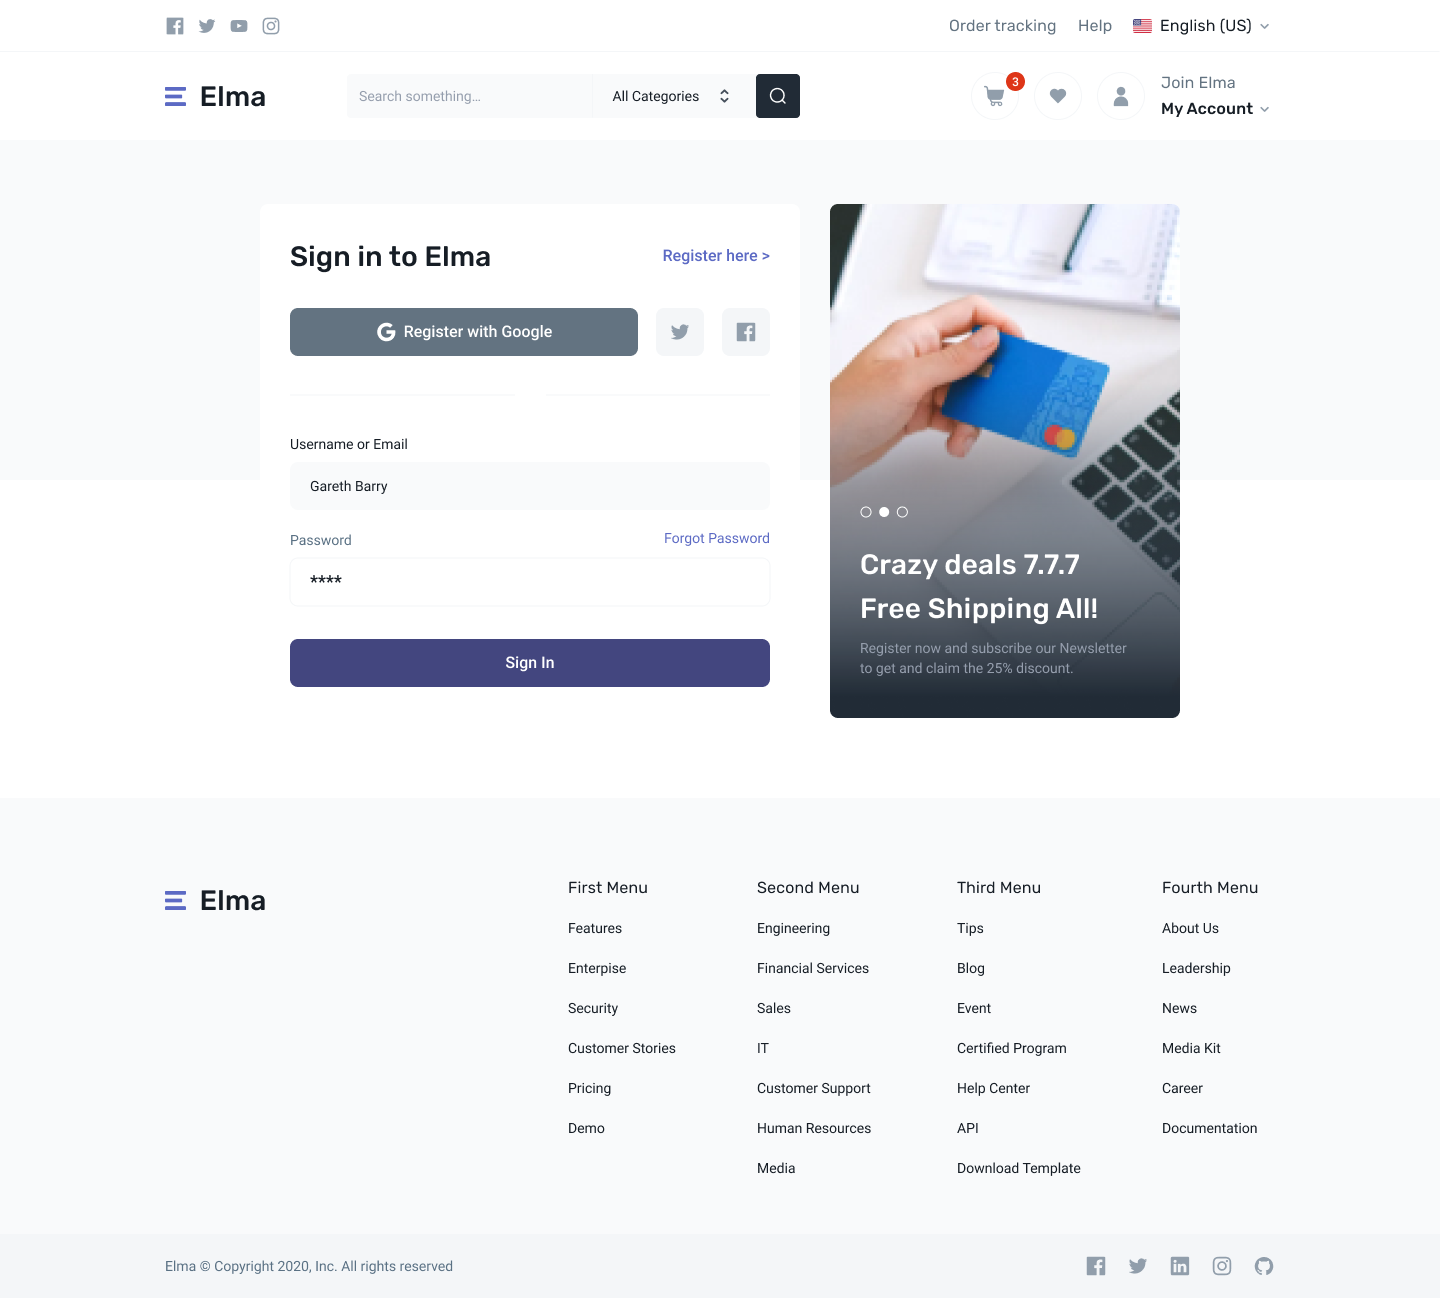 Order tracking
Help
English (US)
Elma
Search something...
All Categories
3
Join Elma
My Account
Sign in to Elma
Register here >
Register with Google
Username or Email
Gareth Barry
Password
Forgot Password
****
Sign In
Crazy deals 7.7.7
Free Shipping All!
Register now and subscribe our Newsletter
to get and claim the 25% discount.
Elma
First Menu
Features
Enterpise
Security
Customer Stories
Pricing
Demo
Second Menu
Engineering
Financial Services
Sales
IT
Customer Support
Human Resources
Media
Third Menu
Tips
Blog
Event
Certified Program
Help Center
API
Download Template
Fourth Menu
About Us
Leadership
News
Media Kit
Career
Documentation
Elma © Copyright 2020, Inc. All rights reserved